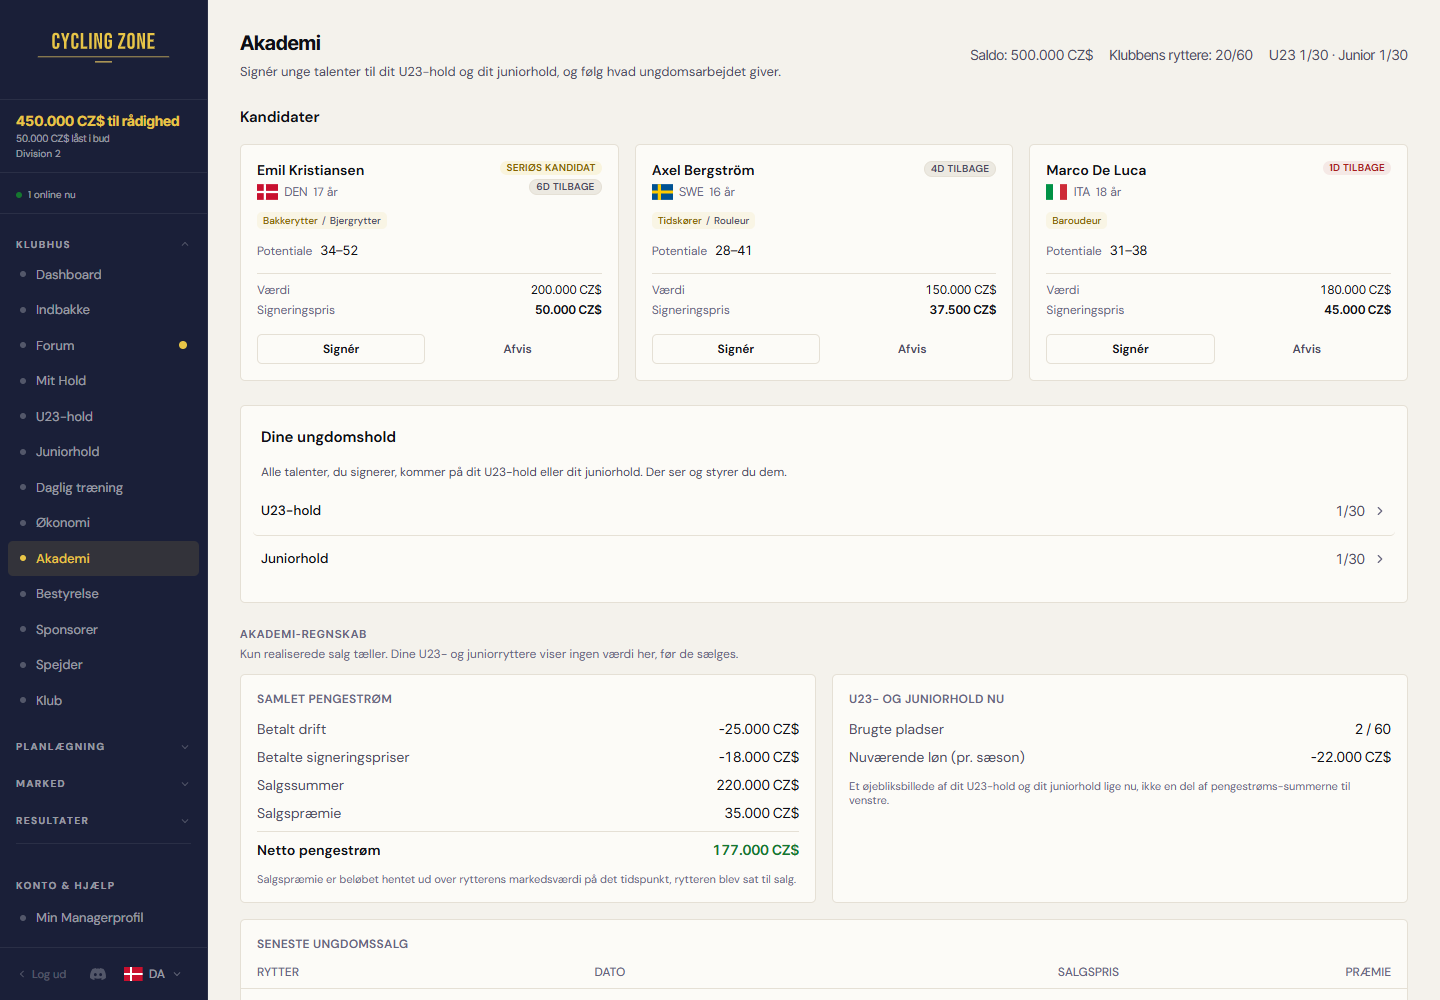 CYCLING ZONE
450.000 CZ$ til rådighed
50.000 CZ$ låst i bud
Division 2
1 online nu
KLUBHUS
Dashboard
Indbakke
Forum
Mit Hold
U23-hold
Juniorhold
Daglig træning
Økonomi
Akademi
Bestyrelse
Sponsorer
Spejder
Klub
PLANLÆGNING
MARKED
RESULTATER
KONTO & HJÆLP
Min Managerprofil
Log ud
DA
Akademi
Signér unge talenter til dit U23-hold og dit juniorhold, og følg hvad ungdomsarbejdet giver.
Saldo: 500.000 CZ$ Klubbens ryttere: 20/60 U23 1/30 · Junior 1/30
Kandidater
Emil Kristiansen
SERIØS KANDIDAT
DEN 17 år
6D TILBAGE
Bakkerytter / Bjergrytter
Potentiale 34–52
Værdi 200.000 CZ$
Signeringspris 50.000 CZ$
Signér Afvis
Axel Bergström
4D TILBAGE
SWE 16 år
Tidskører / Rouleur
Potentiale 28–41
Værdi 150.000 CZ$
Signeringspris 37.500 CZ$
Signér Afvis
Marco De Luca
1D TILBAGE
ITA 18 år
Baroudeur
Potentiale 31–38
Værdi 180.000 CZ$
Signeringspris 45.000 CZ$
Signér Afvis
Dine ungdomshold
Alle talenter, du signerer, kommer på dit U23-hold eller dit juniorhold. Der ser og styrer du dem.
U23-hold 1/30
Juniorhold 1/30
AKADEMI-REGNSKAB
Kun realiserede salg tæller. Dine U23- og juniorryttere viser ingen værdi her, før de sælges.
SAMLET PENGESTRØM
Betalt drift -25.000 CZ$
Betalte signeringspriser -18.000 CZ$
Salgssummer 220.000 CZ$
Salgspræmie 35.000 CZ$
Netto pengestrøm 177.000 CZ$
Salgspræmie er beløbet hentet ud over rytterens markedsværdi på det tidspunkt, rytteren blev sat til salg.
U23- OG JUNIORHOLD NU
Brugte pladser 2 / 60
Nuværende løn (pr. sæson) -22.000 CZ$
Et øjebliksbillede af dit U23-hold og dit juniorhold lige nu, ikke en del af pengestrøms-summerne til
venstre.
SENESTE UNGDOMSSALG
RYTTER DATO SALGSPRIS PRÆMIE